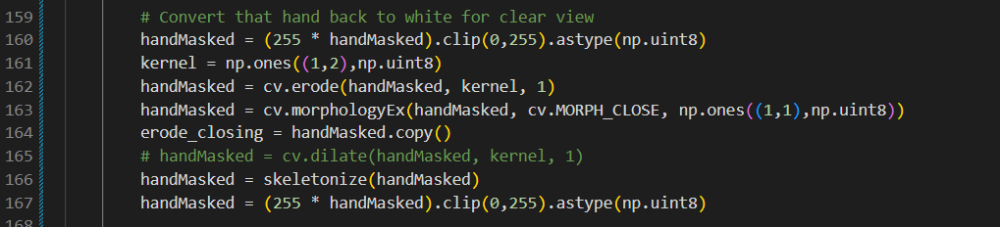 159 # Convert that hand back to white for clear view
160 handMasked = (255 * handMasked).clip(0,255).astype(np.uint8)
161 kernel = np.ones((1,2),np.uint8)
162 handMasked = cv.erode(handMasked, kernel, 1)
163 handMasked = cv.morphologyEx(handMasked, cv.MORPH_CLOSE, np.ones((1,1),np.uint8))
164 erode_closing = handMasked.copy()
165 # handMasked = cv.dilate(handMasked, kernel, 1)
166 handMasked = skeletonize(handMasked)
167 handMasked = (255 * handMasked).clip(0,255).astype(np.uint8)
168